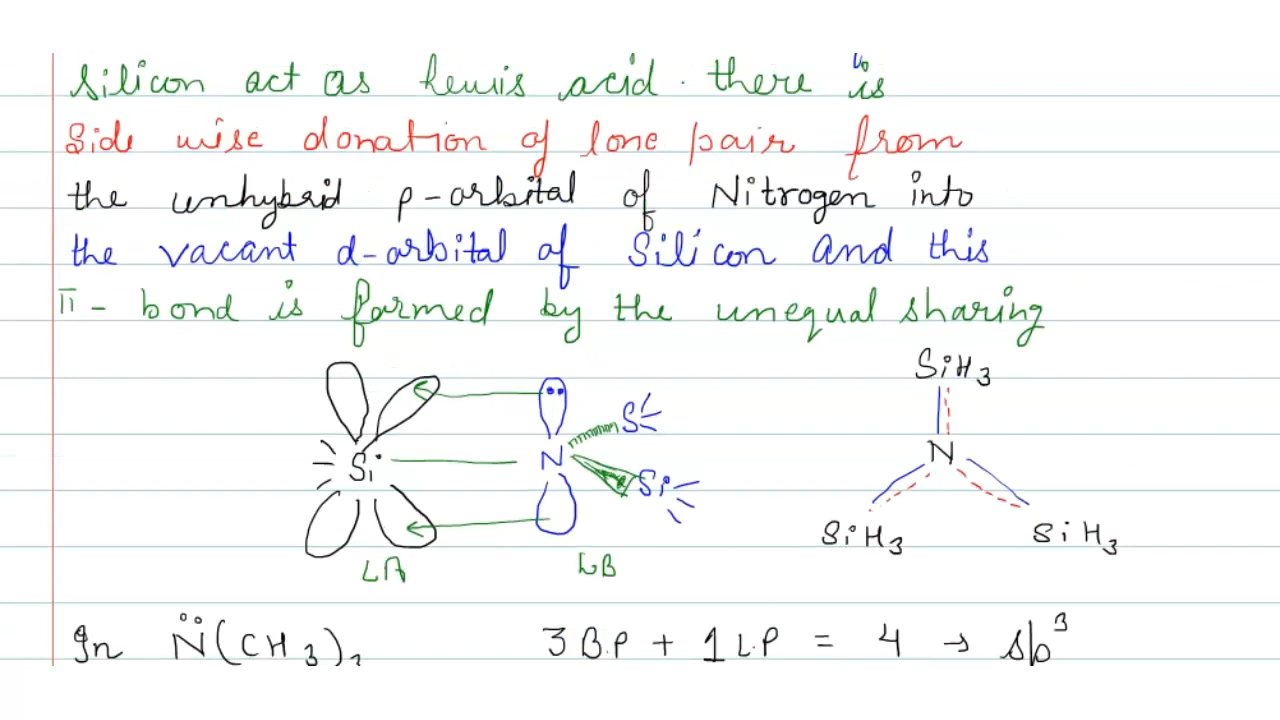 Silicon act as Lewis acid. there is
Side wise donation of lone pair from
the unhybrid p-orbital of Nitrogen into
the vacant d-orbital of Silicon and this
π - bond is formed by the unequal sharing
SiH3
Si N Si
Si
N
SiH3 SiH3
LA LB
In N̈(CH3)3 3 B.P + 1 L.P = 4 → sp³